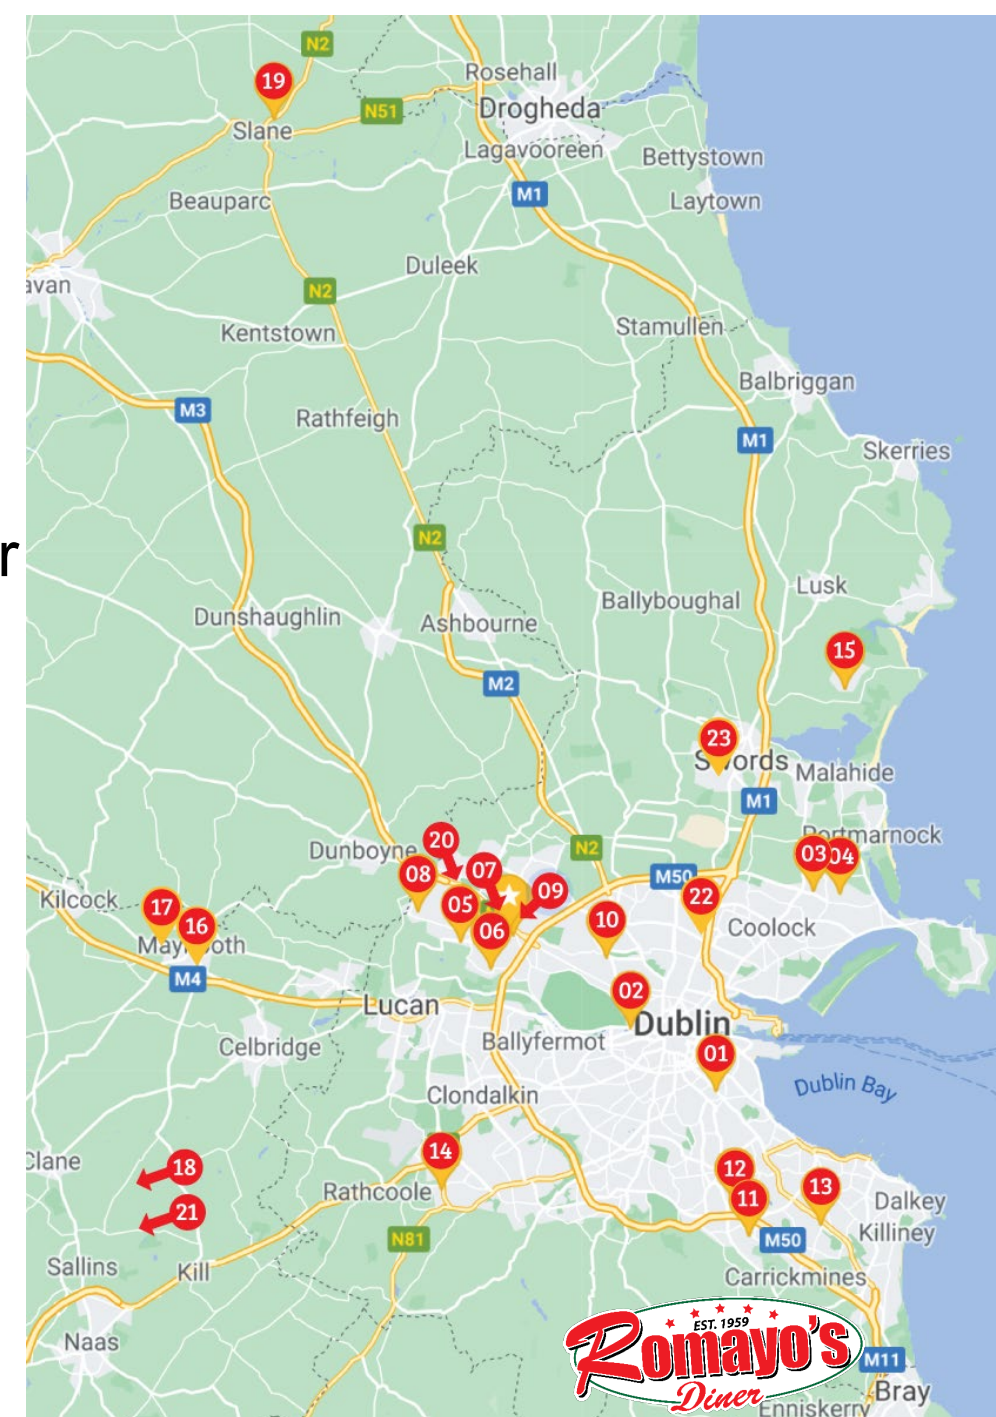 N2
19
Rosehall
N51
Drogheda
Slane
Lagavooreen
Bettystown
M1
Beauparc
Laytown
Duleek
avan
N2
Stamullen
Kentstown
Balbriggan
M3
Rathfeigh
M1
Skerries
N2
r
Lusk
Ballyboughal
Dunshaughlin
Ashbourne
15
M2
23
Swords
Malahide
M1
Portmarnock
20
Dunboyne
N2
03
04
07
08
M50
09
Kilcock
22
05
17
16
10
Coolock
06
Maynooth
M4
02
Lucan
Dublin
Ballyfermot
Celbridge
01
Dublin Bay
Clondalkin
14
Clane
18
12
Rathcoole
13
11
Dalkey
21
Killiney
N81
M50
Sallins
Kill
Carrickmines
EST. 1959
Naas
Romayo's
M11
Diner
Bray
Enniskerry